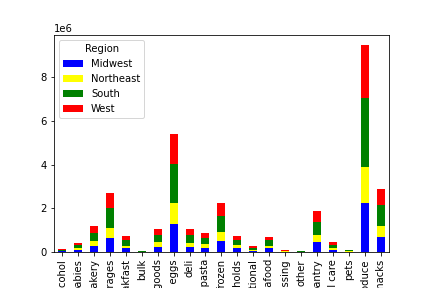 1e6
Region
Midwest
Northeast
South
West
8
6
4
2
0
cohol
abies
akery
rages
kfast
bulk
goods
eggs
deli
pasta
rozen
holds
tional
afood
ssing
other
antry
l care
pets
oduce
nacks